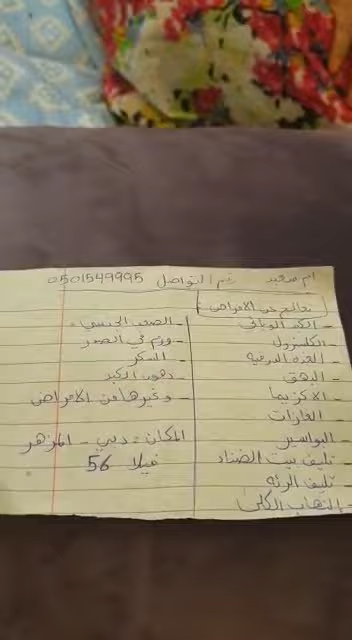 ام سعيد رقم التواصل 0501549995
تعالج من الامراض :
- الكبد الوبائي
- الكلسترول
- الغدة الدرقية
- البهق
- الاكزيما
- الغازات
- البواسير
- تليف بيت الضناء
- تليف الرئه
- التهاب الكلى
- الضعف الجنسي
- ورم في الصدر
- السكر
- دهون الكبد
- وغيرها من الامراض
المكان : دبي - المزهر
فيلا 56